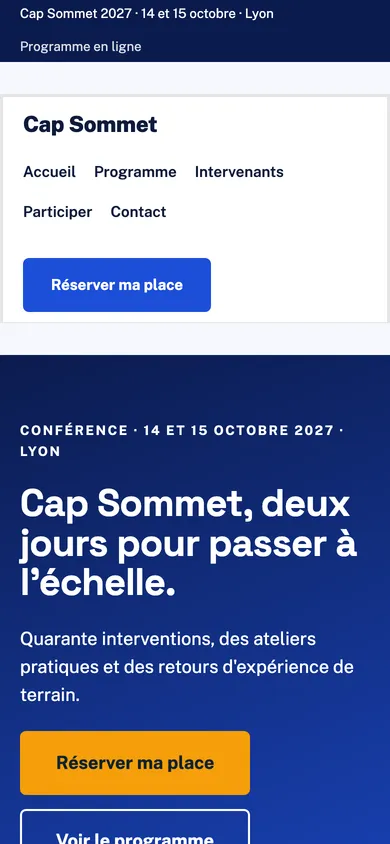 Cap Sommet 2027 · 14 et 15 octobre · Lyon
Programme en ligne
Cap Sommet
Accueil Programme Intervenants
Participer Contact
Réserver ma place
CONFÉRENCE · 14 ET 15 OCTOBRE 2027 ·
LYON
Cap Sommet, deux
jours pour passer à
l’échelle.
Quarante interventions, des ateliers
pratiques et des retours d'expérience de
terrain.
Réserver ma place
Voir le programme